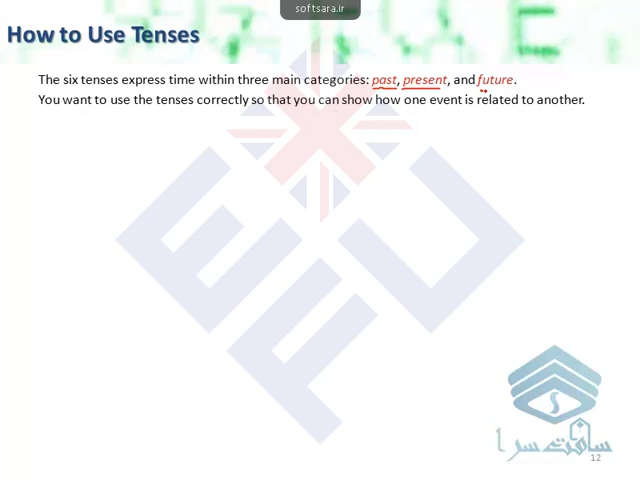 softsara.ir
How to Use Tenses
The six tenses express time within three main categories: past, present, and future.
You want to use the tenses correctly so that you can show how one event is related to another.
EFL
سافت سرا
12